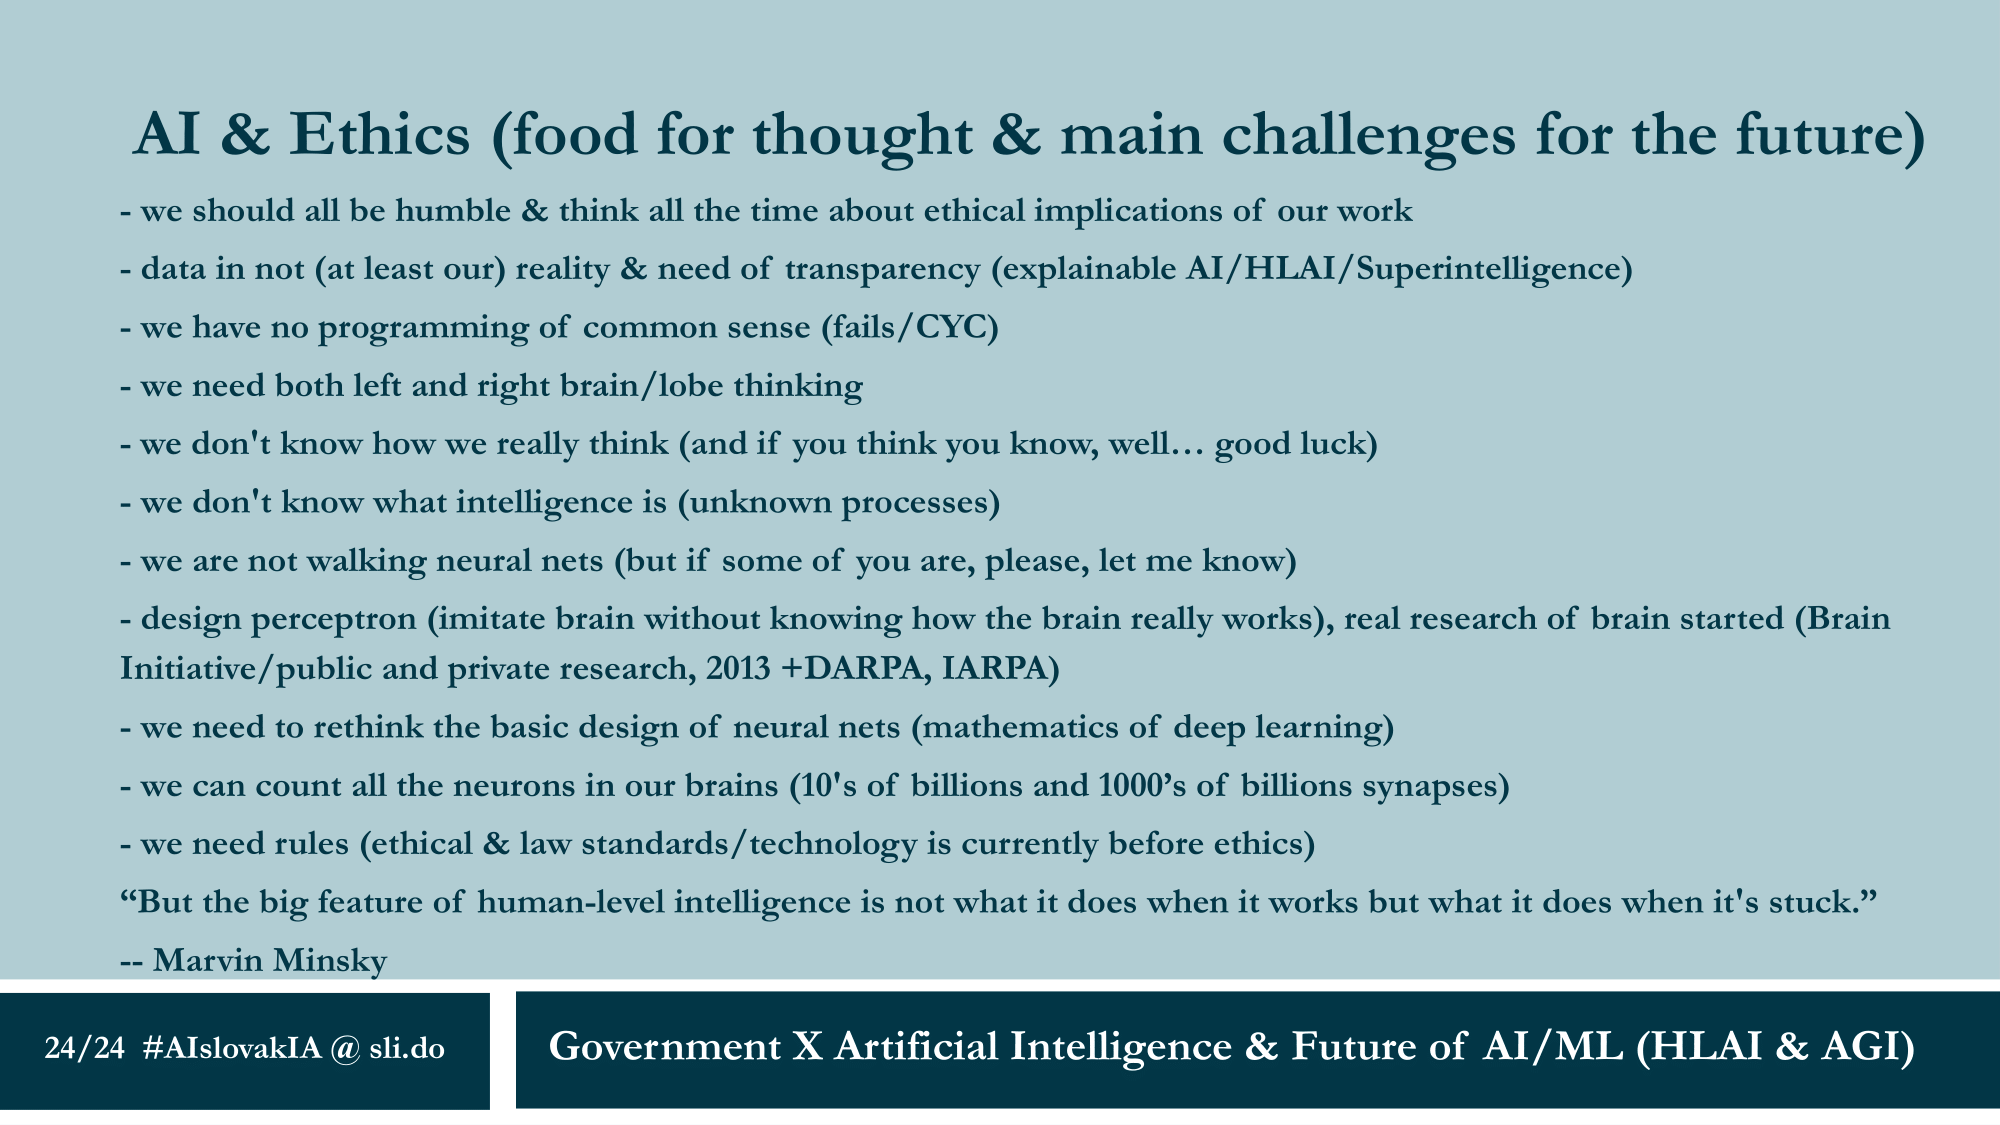 AI & Ethics (food for thought & main challenges for the future)
- we should all be humble & think all the time about ethical implications of our work
- data in not (at least our) reality & need of transparency (explainable AI/HLAI/Superintelligence)
- we have no programming of common sense (fails/CYC)
- we need both left and right brain/lobe thinking
- we don't know how we really think (and if you think you know, well… good luck)
- we don't know what intelligence is (unknown processes)
- we are not walking neural nets (but if some of you are, please, let me know)
- design perceptron (imitate brain without knowing how the brain really works), real research of brain started (Brain
Initiative/public and private research, 2013 +DARPA, IARPA)
- we need to rethink the basic design of neural nets (mathematics of deep learning)
- we can count all the neurons in our brains (10's of billions and 1000’s of billions synapses)
- we need rules (ethical & law standards/technology is currently before ethics)
“But the big feature of human-level intelligence is not what it does when it works but what it does when it's stuck.”
-- Marvin Minsky
24/24 #AIslovakIA @ sli.do
Government X Artificial Intelligence & Future of AI/ML (HLAI & AGI)